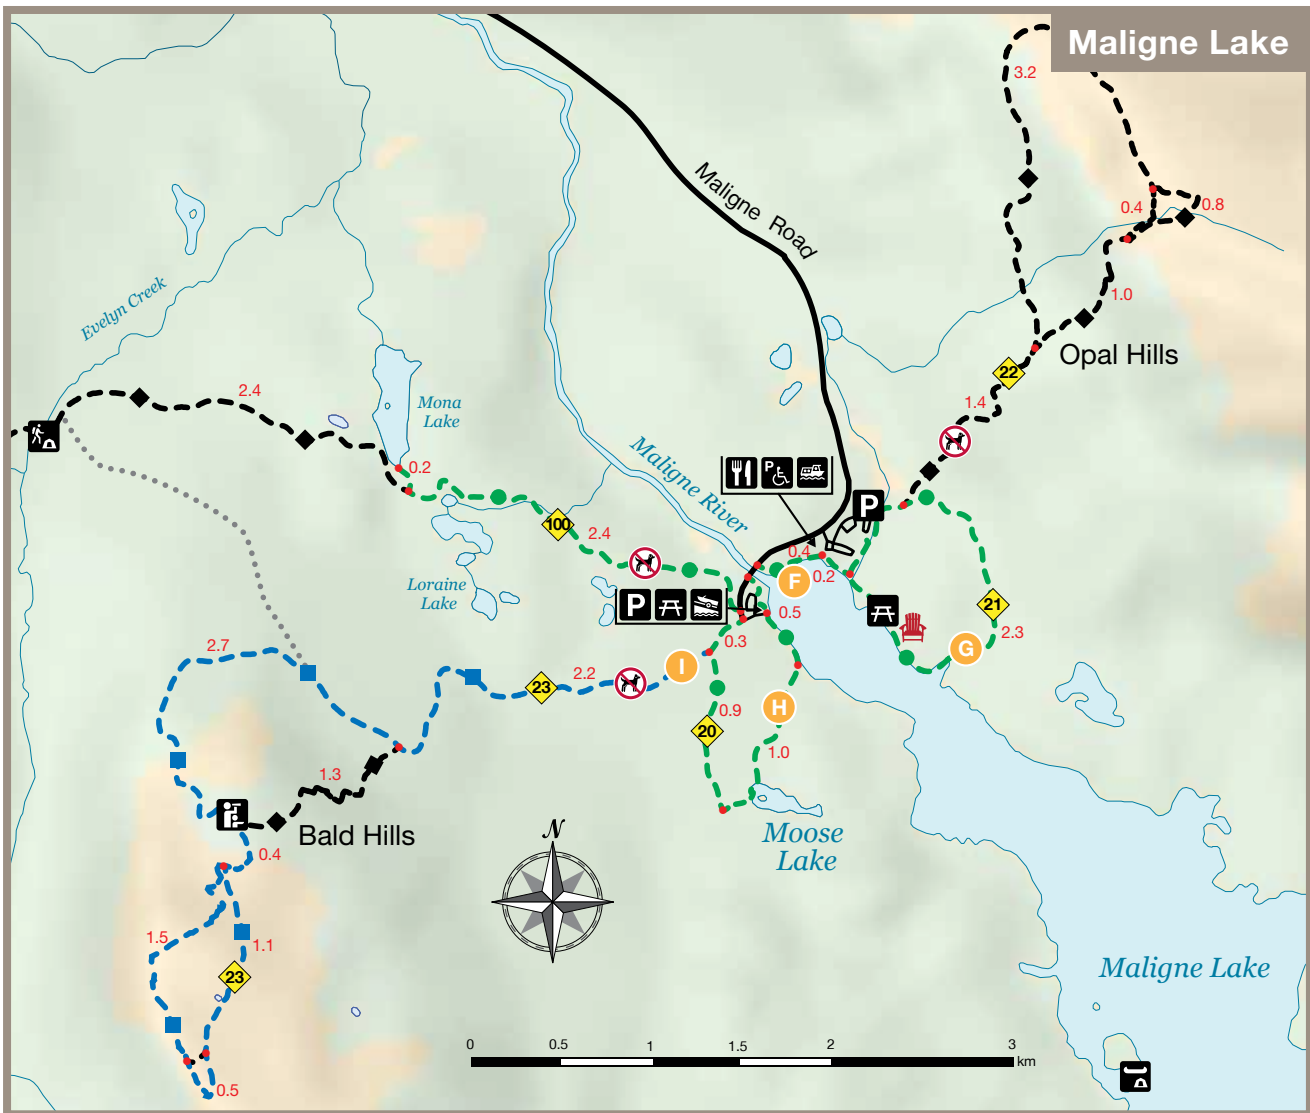 Maligne Lake
3.2
Maligne Road
0.4
0.8
1.0
Evelyn Creek
Opal Hills
22
1.4
2.4
Mona
Lake
0.2
Maligne River
P
P
100
2.4
0.4
F
0.2
Loraine
Lake
P
0.5
21
2.3
G
0.3
2.7
I
2.2
23
H
0.9
20
1.0
1.3
Bald Hills
Moose
Lake
0.4
N
1.5
1.1
23
Maligne Lake
0
0.5
1
1.5
2
3
km
0.5